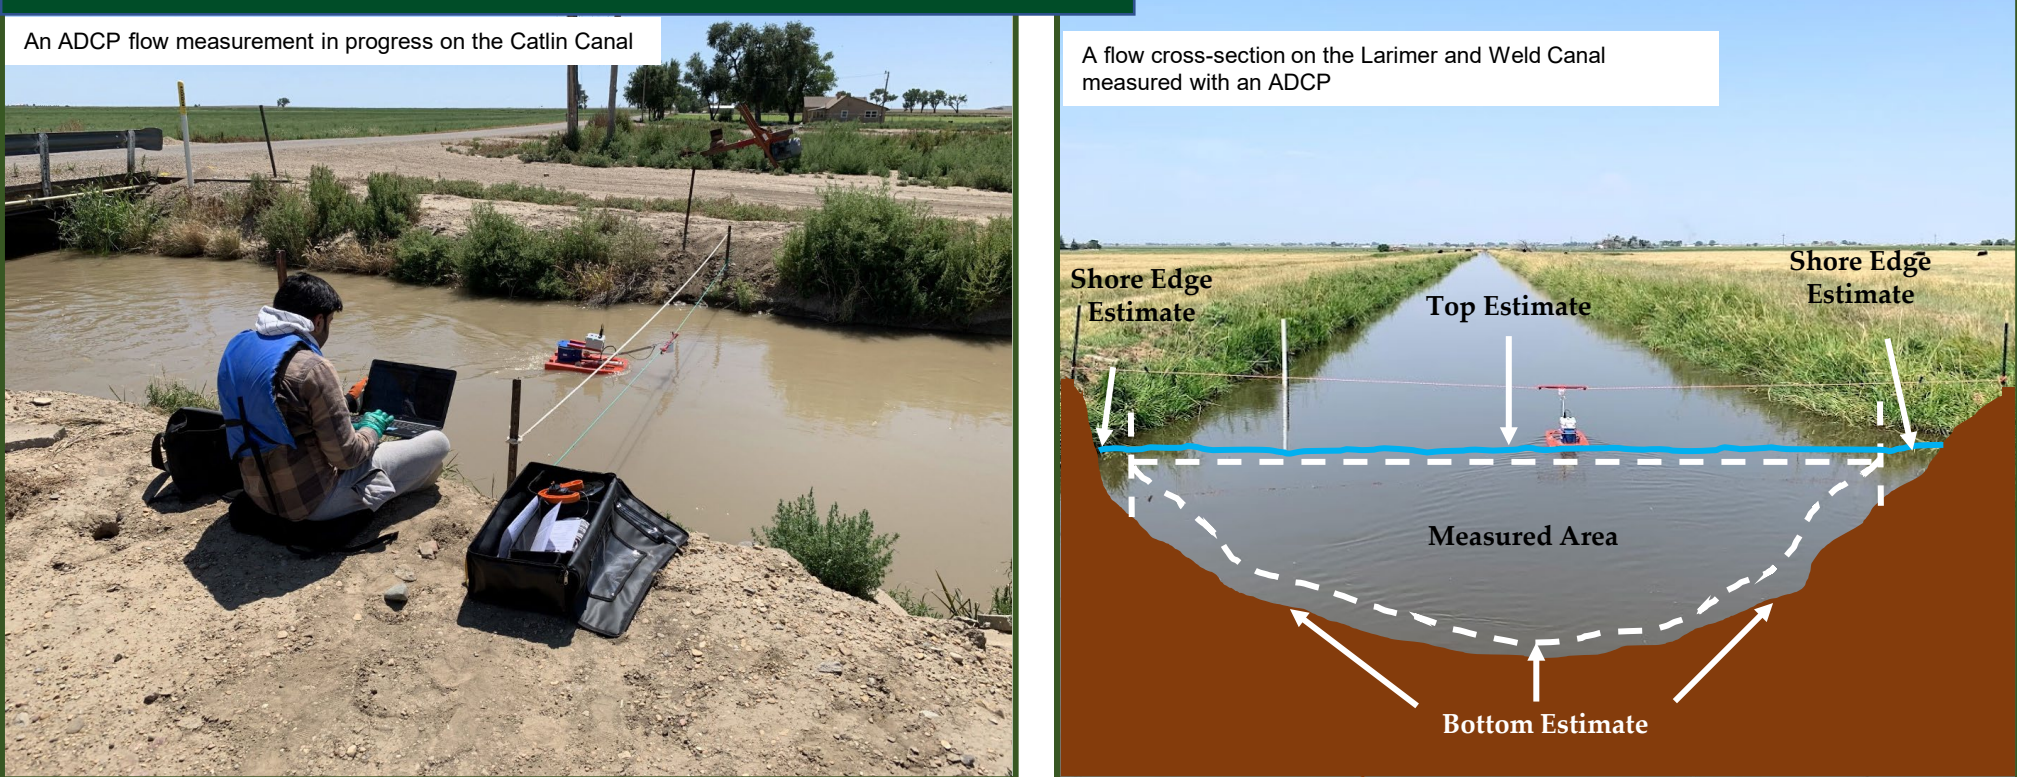 An ADCP flow measurement in progress on the Catlin Canal
A flow cross-section on the Larimer and Weld Canal
measured with an ADCP
Shore Edge
Estimate
Top Estimate
Shore Edge
Estimate
Measured Area
Bottom Estimate